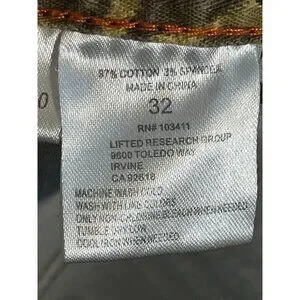 97% COTTON 3% SPANDEX
MADE IN CHINA
32
RN# 103411
LIFTED RESEARCH GROUP
9600 TOLEDO WAY
IRVINE
CA 92618
MACHINE WASH COLD
WASH WITH LIKE COLORS
ONLY NON-CHLORINE BLEACH WHEN NEEDED
TUMBLE DRY LOW
COOL IRON WHEN NEEDED
0